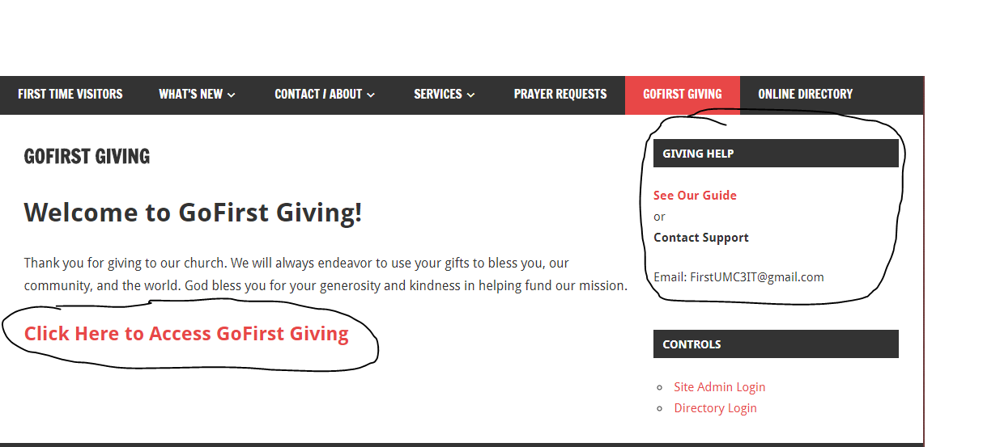 FIRST TIME VISITORS WHAT'S NEW CONTACT / ABOUT SERVICES PRAYER REQUESTS GOFIRST GIVING ONLINE DIRECTORY
GOFIRST GIVING
Welcome to GoFirst Giving!
Thank you for giving to our church. We will always endeavor to use your gifts to bless you, our
community, and the world. God bless you for your generosity and kindness in helping fund our mission.
Click Here to Access GoFirst Giving
GIVING HELP
See Our Guide
or
Contact Support
Email: FirstUMC3IT@gmail.com
CONTROLS
Site Admin Login
Directory Login